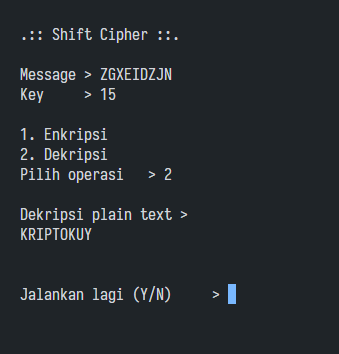 .:: Shift Cipher ::.
Message > ZGXEIDZJN
Key     > 15
1. Enkripsi
2. Dekripsi
Pilih operasi   > 2
Dekripsi plain text >
KRIPTOKUY
Jalankan lagi (Y/N)     >